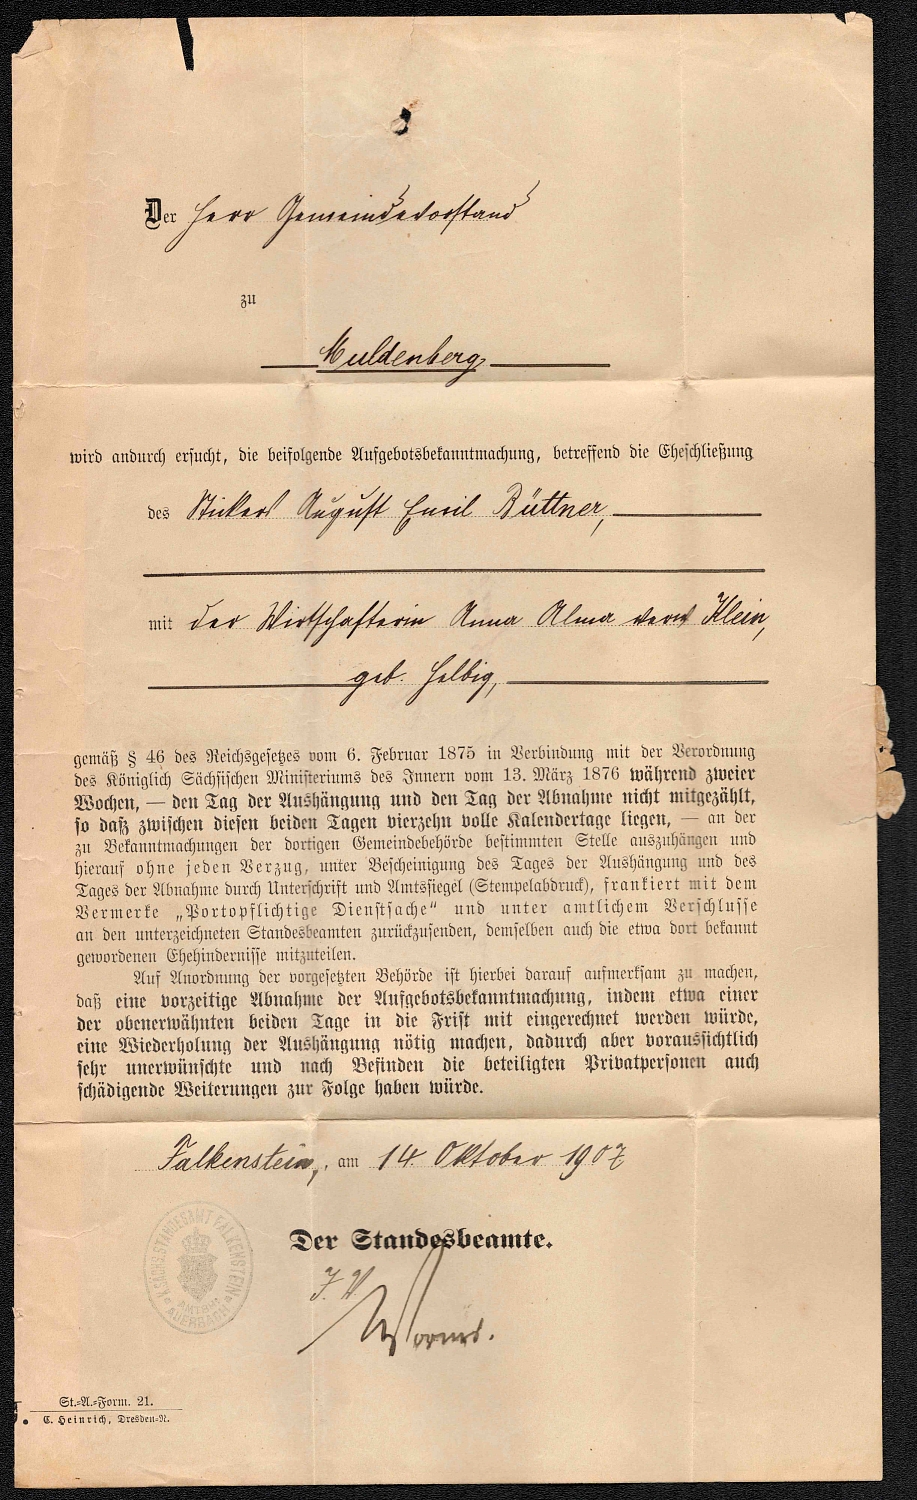 Der Herr Gemeindevorstand
zu
Muldenberg
wird andurch ersucht, die beifolgende Aufgebotsbekanntmachung, betreffend die Eheschließung
des Stickers August Emil Büttner,
mit der Wirtschafterin Anna Alma verw Klein,
geb. Helbig,
gemäß § 46 des Reichsgesetzes vom 6. Februar 1875 in Verbindung mit der Verordnung
des Königlich Sächsischen Ministeriums des Innern vom 13. März 1876 während zweier
Wochen, — den Tag der Aushängung und den Tag der Abnahme nicht mitgezählt,
so daß zwischen diesen beiden Tagen vierzehn volle Kalendertage liegen, — an der
zu Bekanntmachungen der dortigen Gemeindebehörde bestimmten Stelle auszuhängen und
hierauf ohne jeden Verzug, unter Bescheinigung des Tages der Aushängung und des
Tages der Abnahme durch Unterschrift und Amtssiegel (Stempelabdruck), frankiert mit dem
Vermerke „Portopflichtige Dienstsache“ und unter amtlichem Verschlusse
an den unterzeichneten Standesbeamten zurückzusenden, demselben auch die etwa dort bekannt
gewordenen Ehehindernisse mitzuteilen.
Auf Anordnung der vorgesetzten Behörde ist hierbei darauf aufmerksam zu machen,
daß eine vorzeitige Abnahme der Aufgebotsbekanntmachung, indem etwa einer
der obenerwähnten beiden Tage in die Frist mit eingerechnet werden würde,
eine Wiederholung der Aushängung nötig machen, dadurch aber voraussichtlich
sehr unerwünschte und nach Befinden die beteiligten Privatpersonen auch
schädigende Weiterungen zur Folge haben würde.
Falkenstein, am 14. Oktober 1907
Der Standesbeamte.
J. V.
K. SÄCHS. STANDESAMT FALKENSTEIN
AMTSH.
AUERBACH
St.-A.-Form. 21.
C. Heinrich, Dresden-N.